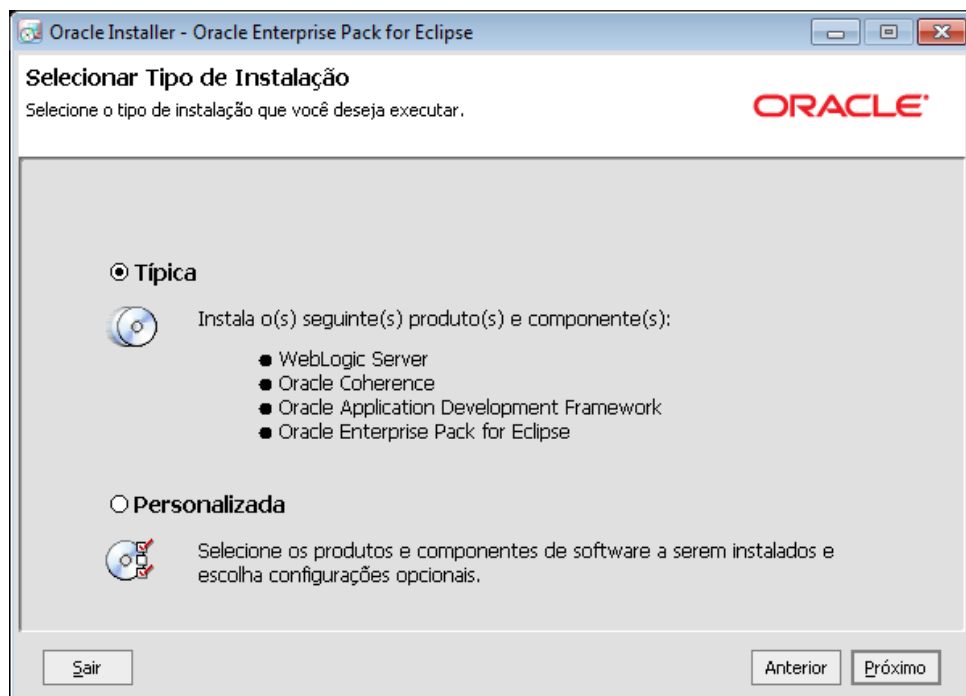 Oracle Installer - Oracle Enterprise Pack for Eclipse
Selecionar Tipo de Instalação
Selecione o tipo de instalação que você deseja executar.
ORACLE
Típica
Instala o(s) seguinte(s) produto(s) e componente(s):
WebLogic Server
Oracle Coherence
Oracle Application Development Framework
Oracle Enterprise Pack for Eclipse
Personalizada
Selecione os produtos e componentes de software a serem instalados e
escolha configurações opcionais.
Sair
Anterior
Próximo